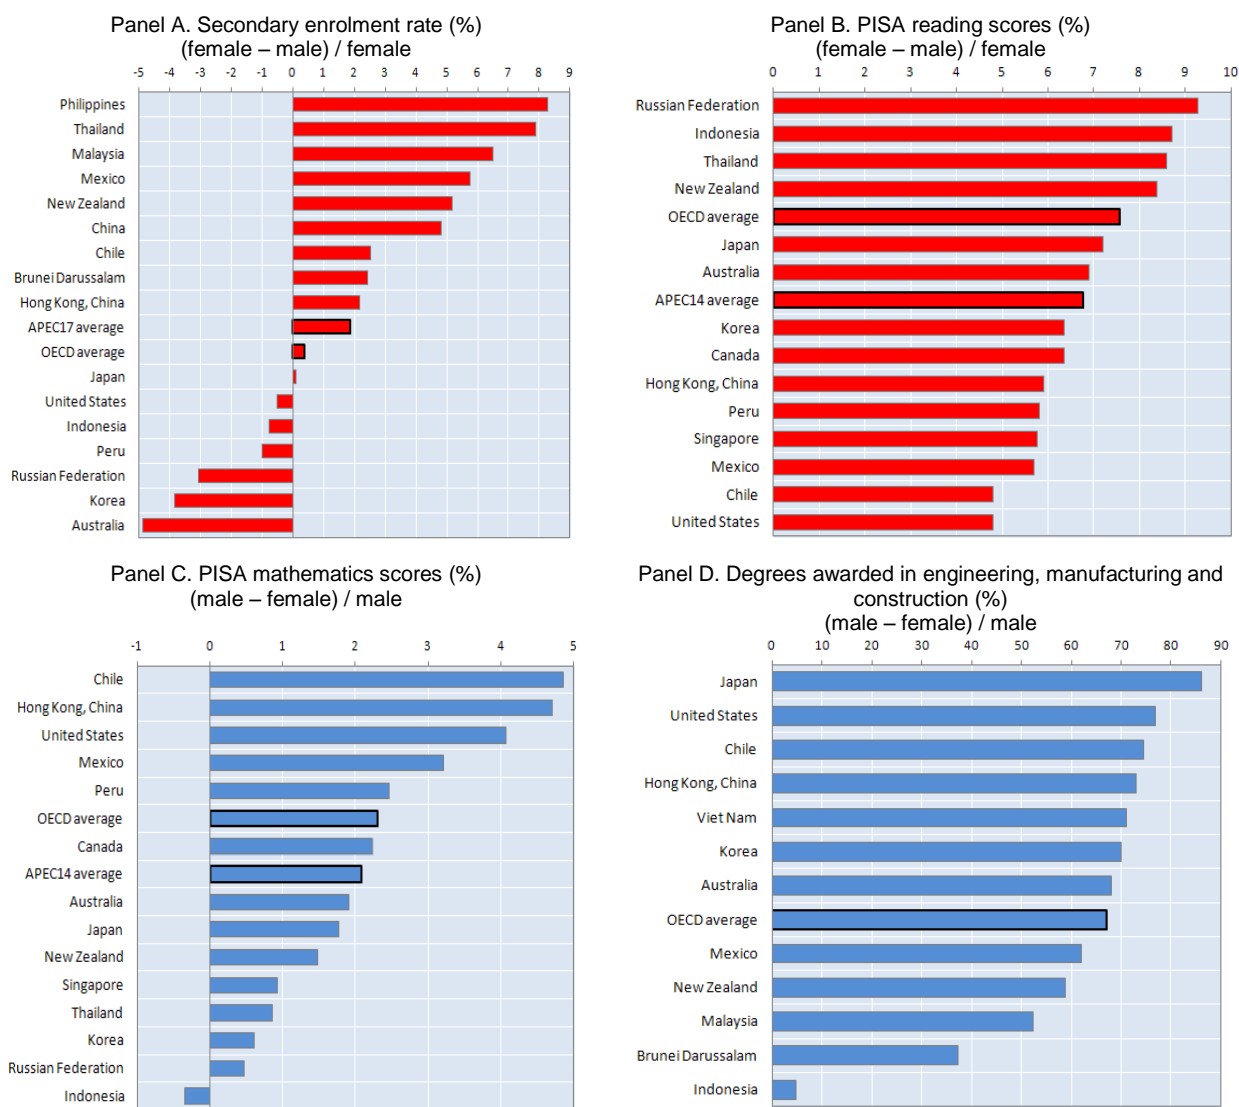 Panel A. Secondary enrolment rate (%)
(female – male) / female
-5 -4 -3 -2 -1 0 1 2 3 4 5 6 7 8 9
Philippines
Thailand
Malaysia
Mexico
New Zealand
China
Chile
Brunei Darussalam
Hong Kong, China
APEC17 average
OECD average
Japan
United States
Indonesia
Peru
Russian Federation
Korea
Australia
Panel B. PISA reading scores (%)
(female – male) / female
0 1 2 3 4 5 6 7 8 9 10
Russian Federation
Indonesia
Thailand
New Zealand
OECD average
Japan
Australia
APEC14 average
Korea
Canada
Hong Kong, China
Peru
Singapore
Mexico
Chile
United States
Panel C. PISA mathematics scores (%)
(male – female) / male
-1 0 1 2 3 4 5
Chile
Hong Kong, China
United States
Mexico
Peru
OECD average
Canada
APEC14 average
Australia
Japan
New Zealand
Singapore
Thailand
Korea
Russian Federation
Indonesia
Panel D. Degrees awarded in engineering, manufacturing and
construction (%)
(male – female) / male
0 10 20 30 40 50 60 70 80 90
Japan
United States
Chile
Hong Kong, China
Viet Nam
Korea
Australia
OECD average
Mexico
New Zealand
Malaysia
Brunei Darussalam
Indonesia